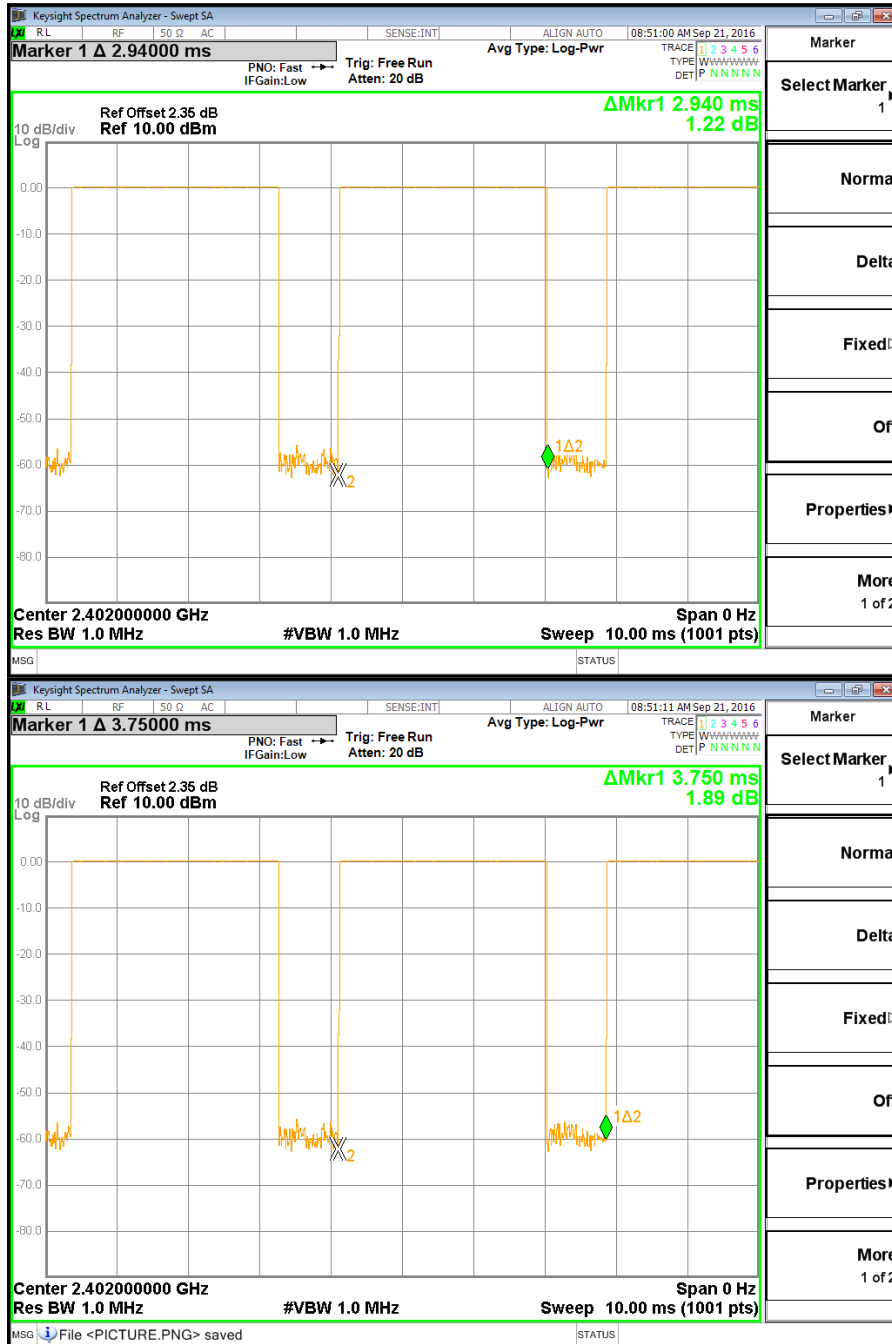 Keysight Spectrum Analyzer - Swept SA
LXI RL RF 50 Ω AC SENSE:INT ALIGN AUTO 08:51:00 AM Sep 21, 2016
Marker 1 Δ 2.94000 ms
PNO: Fast
IFGain:Low
Trig: Free Run
Atten: 20 dB
Avg Type: Log-Pwr
TRACE 1 2 3 4 5 6
TYPE WWWWWW
DET P N N N N N
ΔMkr1 2.940 ms
1.22 dB
Ref Offset 2.35 dB
10 dB/div Ref 10.00 dBm
Log
0.00
-10.0
-20.0
-30.0
-40.0
-50.0
-60.0
-70.0
-80.0
1Δ2
2
Center 2.402000000 GHz Span 0 Hz
Res BW 1.0 MHz #VBW 1.0 MHz Sweep 10.00 ms (1001 pts)
MSG STATUS
Marker
Select Marker
1
Norma
Delta
Fixed
Of
Properties
More
1 of 2
Keysight Spectrum Analyzer - Swept SA
LXI RL RF 50 Ω AC SENSE:INT ALIGN AUTO 08:51:11 AM Sep 21, 2016
Marker 1 Δ 3.75000 ms
PNO: Fast
IFGain:Low
Trig: Free Run
Atten: 20 dB
Avg Type: Log-Pwr
TRACE 1 2 3 4 5 6
TYPE WWWWWW
DET P N N N N N
ΔMkr1 3.750 ms
1.89 dB
Ref Offset 2.35 dB
10 dB/div Ref 10.00 dBm
Log
0.00
-10.0
-20.0
-30.0
-40.0
-50.0
-60.0
-70.0
-80.0
1Δ2
2
Center 2.402000000 GHz Span 0 Hz
Res BW 1.0 MHz #VBW 1.0 MHz Sweep 10.00 ms (1001 pts)
MSG File <PICTURE.PNG> saved STATUS
Marker
Select Marker
1
Norma
Delta
Fixed
Of
Properties
More
1 of 2